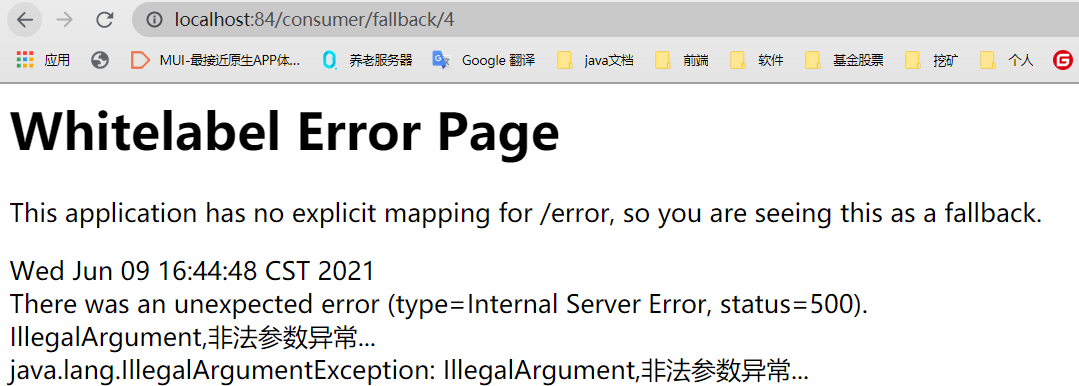 localhost:84/consumer/fallback/4
应用 MUI-最接近原生APP体... 养老服务器 Google 翻译 java文档 前端 软件 基金股票 挖矿 个人 G
Whitelabel Error Page
This application has no explicit mapping for /error, so you are seeing this as a fallback.
Wed Jun 09 16:44:48 CST 2021
There was an unexpected error (type=Internal Server Error, status=500).
IllegalArgument,非法参数异常...
java.lang.IllegalArgumentException: IllegalArgument,非法参数异常...